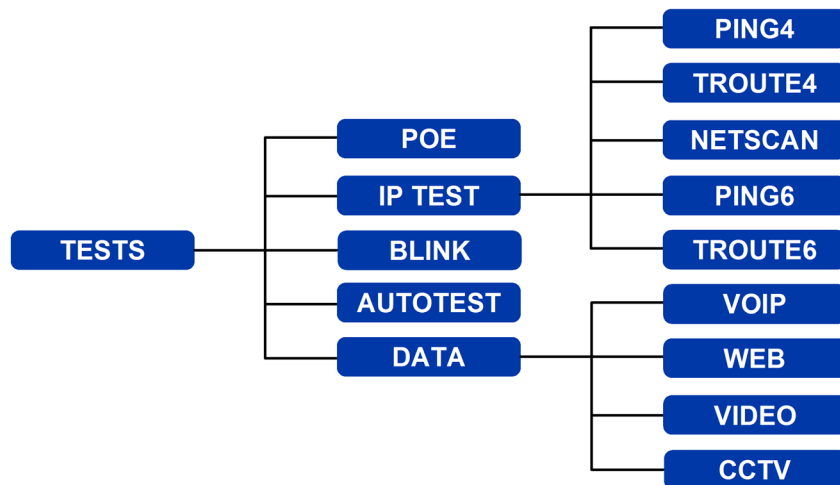 TESTS
POE
IP TEST
BLINK
AUTOTEST
DATA
PING4
TROUTE4
NETSCAN
PING6
TROUTE6
VOIP
WEB
VIDEO
CCTV